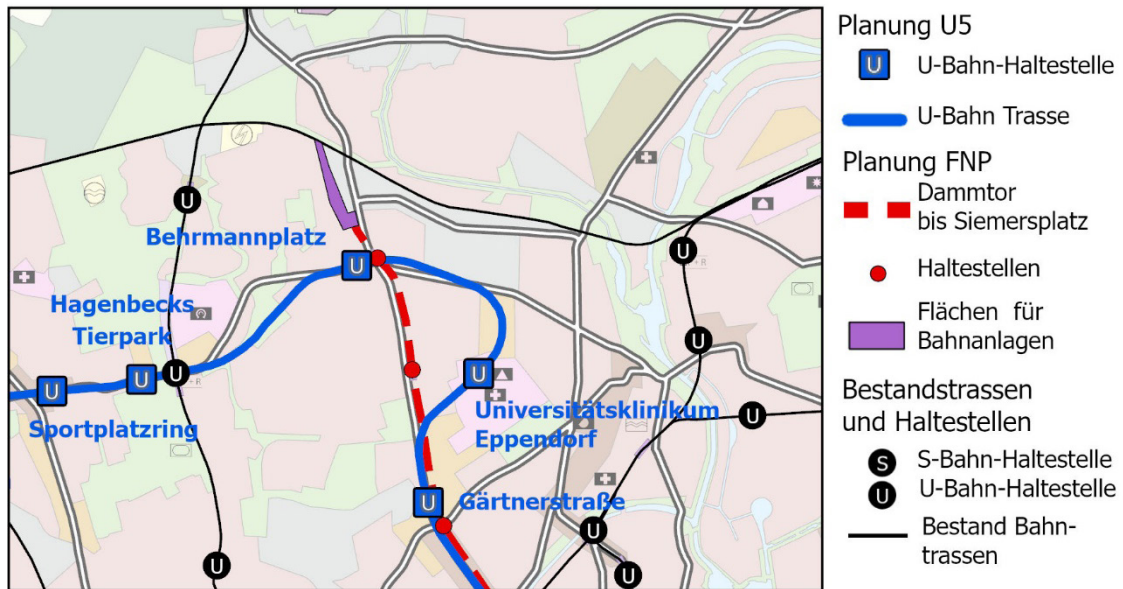 Behrmannplatz
Hagenbecks
Tierpark
Sportplatzring
Universitätsklinikum
Eppendorf
Gärtnerstraße
U
U
U
U
U
U
U
U
U
U
U
U
U
+R
Planung U5
U U-Bahn-Haltestelle
U-Bahn Trasse
Planung FNP
Dammtor
bis Siemersplatz
Haltestellen
Flächen für
Bahnanlagen
Bestandstrassen
und Haltestellen
S S-Bahn-Haltestelle
U U-Bahn-Haltestelle
Bestand Bahn-
trassen